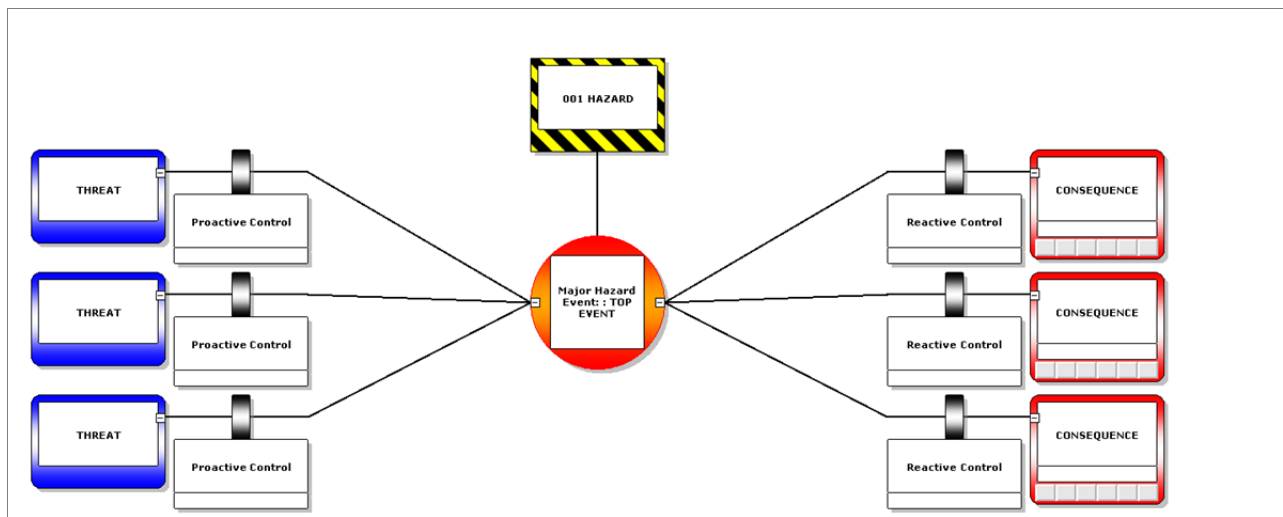 001 HAZARD
THREAT
Proactive Control
Reactive Control
CONSEQUENCE
Major Hazard
Event: : TOP
EVENT
THREAT
Proactive Control
Reactive Control
CONSEQUENCE
THREAT
Proactive Control
Reactive Control
CONSEQUENCE